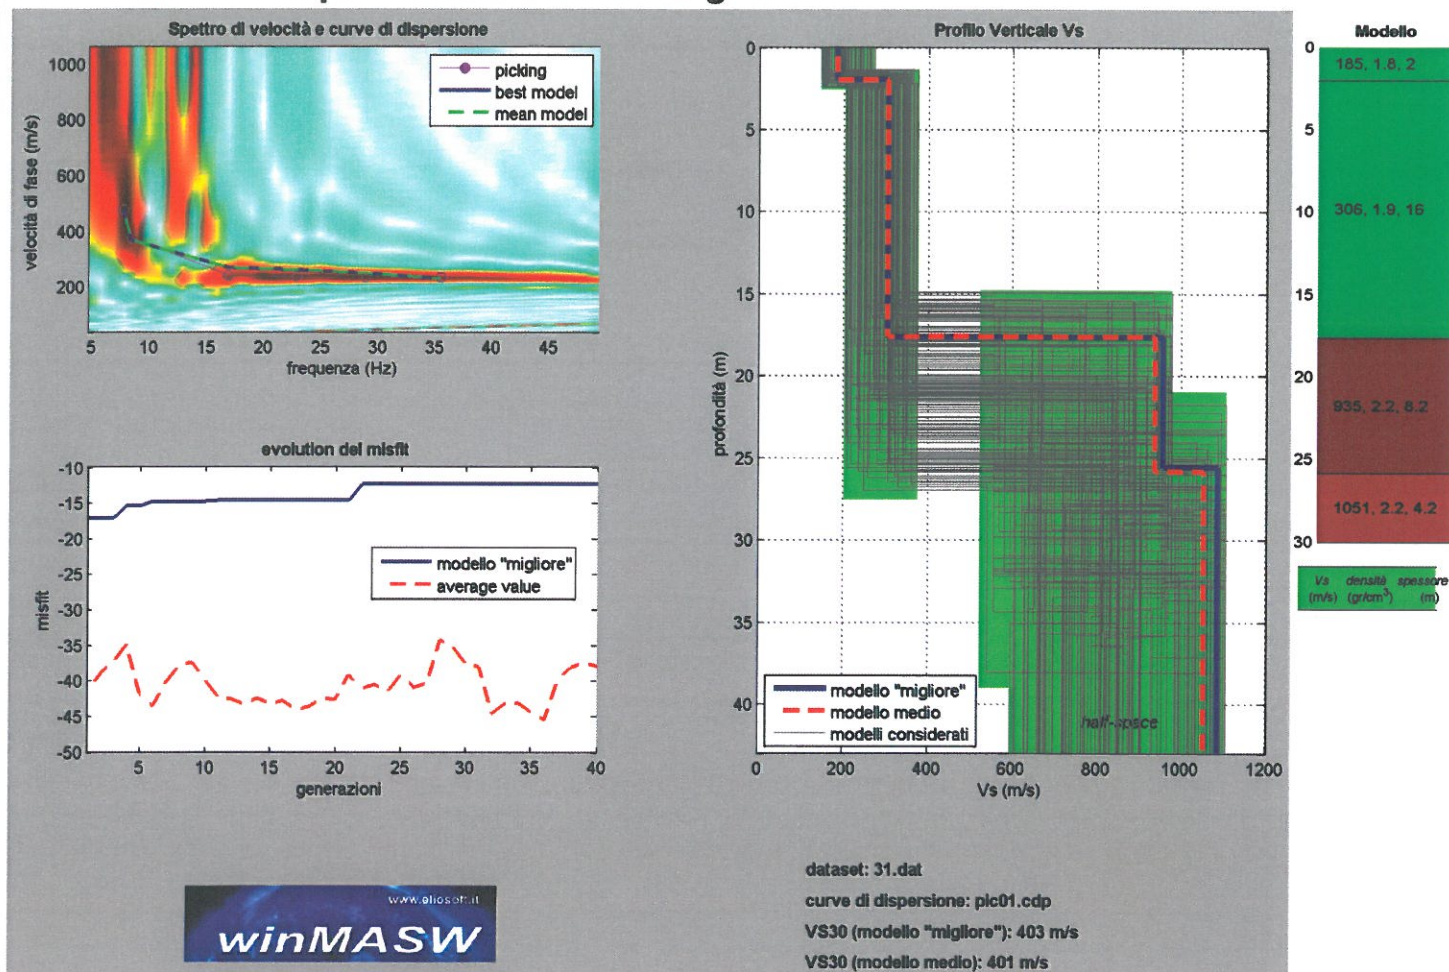 Spettro di velocità e curve di dispersione
velocità di fase (m/s)
1000
800
600
400
200
picking
best model
mean model
5 10 15 20 25 30 35 40 45
frequenza (Hz)
evolution del misfit
misfit
-10
-15
-20
-25
-30
-35
-40
-45
-50
modello "migliore"
average value
5 10 15 20 25 30 35 40
generazioni
www.eliosoft.it
winMASW
Profilo Verticale Vs
profondità (m)
0
5
10
15
20
25
30
35
40
modello "migliore"
modello medio
modelli considerati
half-space
0 200 400 600 800 1000 1200
Vs (m/s)
dataset: 31.dat
curve di dispersione: pic01.cdp
VS30 (modello "migliore"): 403 m/s
VS30 (modello medio): 401 m/s
Modello
0
5
10
15
20
25
30
185, 1.8, 2
306, 1.9, 16
935, 2.2, 8.2
1051, 2.2, 4.2
Vs densità spessore
(m/s) (gr/cm³) (m)